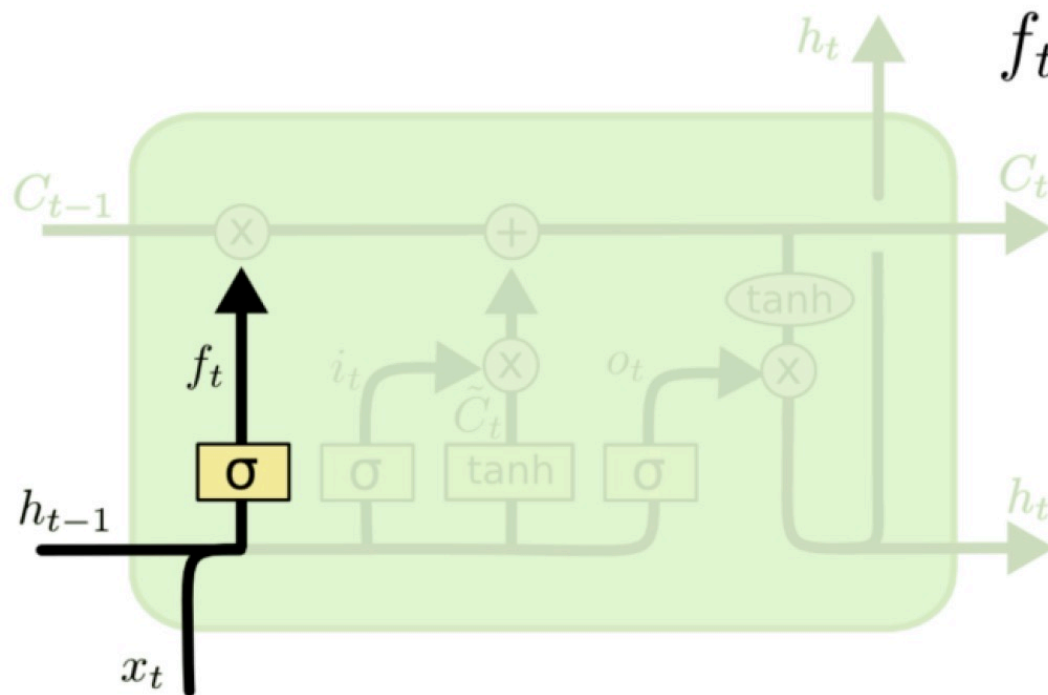 h_t
f_t
C_{t-1}
C_t
x
+
tanh
f_t
i_t
x
o_t
x
C̃_t
σ
σ
tanh
σ
h_{t-1}
h_t
x_t